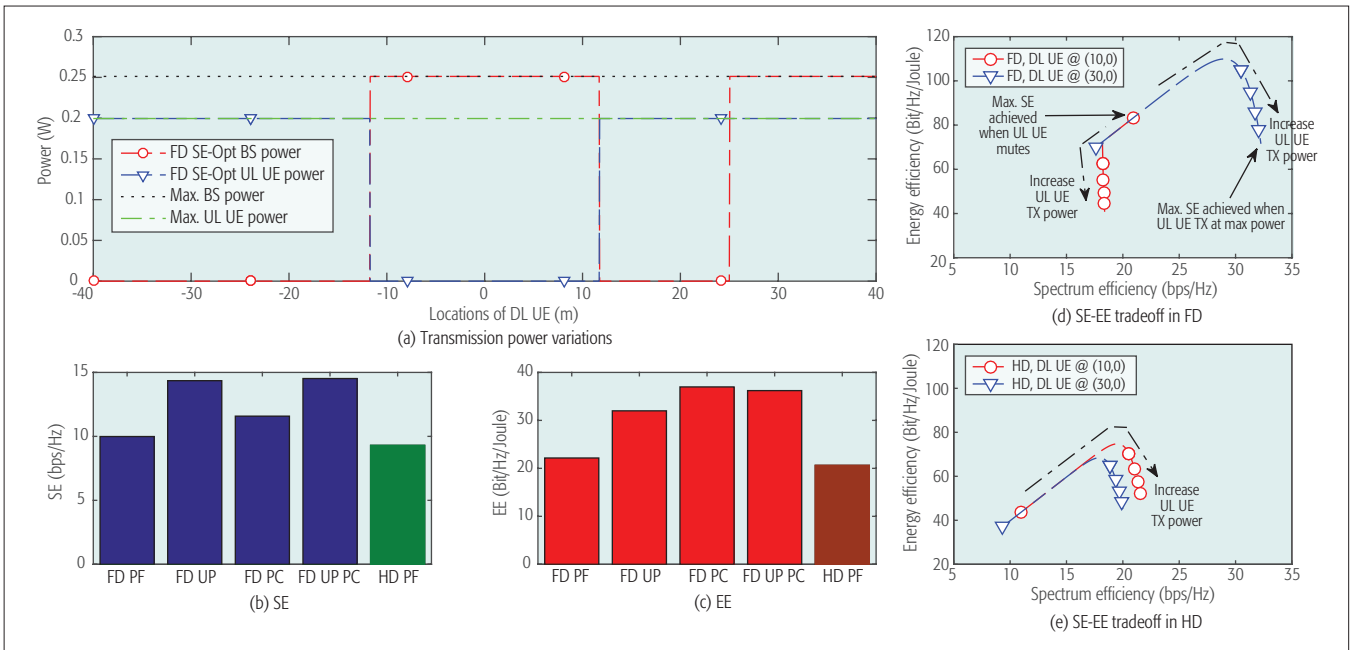 0.3
0.25
0.2
0.15
0.1
0.05
0
Power (W)
FD SE-Opt BS power
FD SE-Opt UL UE power
Max. BS power
Max. UL UE power
-40
-30
-20
-10
0
10
20
30
40
Locations of DL UE (m)
(a) Transmission power variations
15
10
5
0
SE (bps/Hz)
FD PF
FD UP
FD PC
FD UP PC
HD PF
(b) SE
40
30
20
10
0
EE (Bit/Hz/Joule)
FD PF
FD UP
FD PC
FD UP PC
HD PF
(c) EE
120
100
80
60
40
20
Energy efficiency (Bit/Hz/Joule)
FD, DL UE @ (10,0)
FD, DL UE @ (30,0)
Max. SE
achieved
when UL UE
mutes
Increase
UL UE
TX power
Increase
UL UE
TX power
Max. SE achieved when
UL UE TX at max power
5
10
15
20
25
30
35
Spectrum efficiency (bps/Hz)
(d) SE-EE tradeoff in FD
120
100
80
60
40
20
Energy efficiency (Bit/Hz/Joule)
HD, DL UE @ (10,0)
HD, DL UE @ (30,0)
Increase
UL UE
TX power
5
10
15
20
25
30
35
Spectrum efficiency (bps/Hz)
(e) SE-EE tradeoff in HD